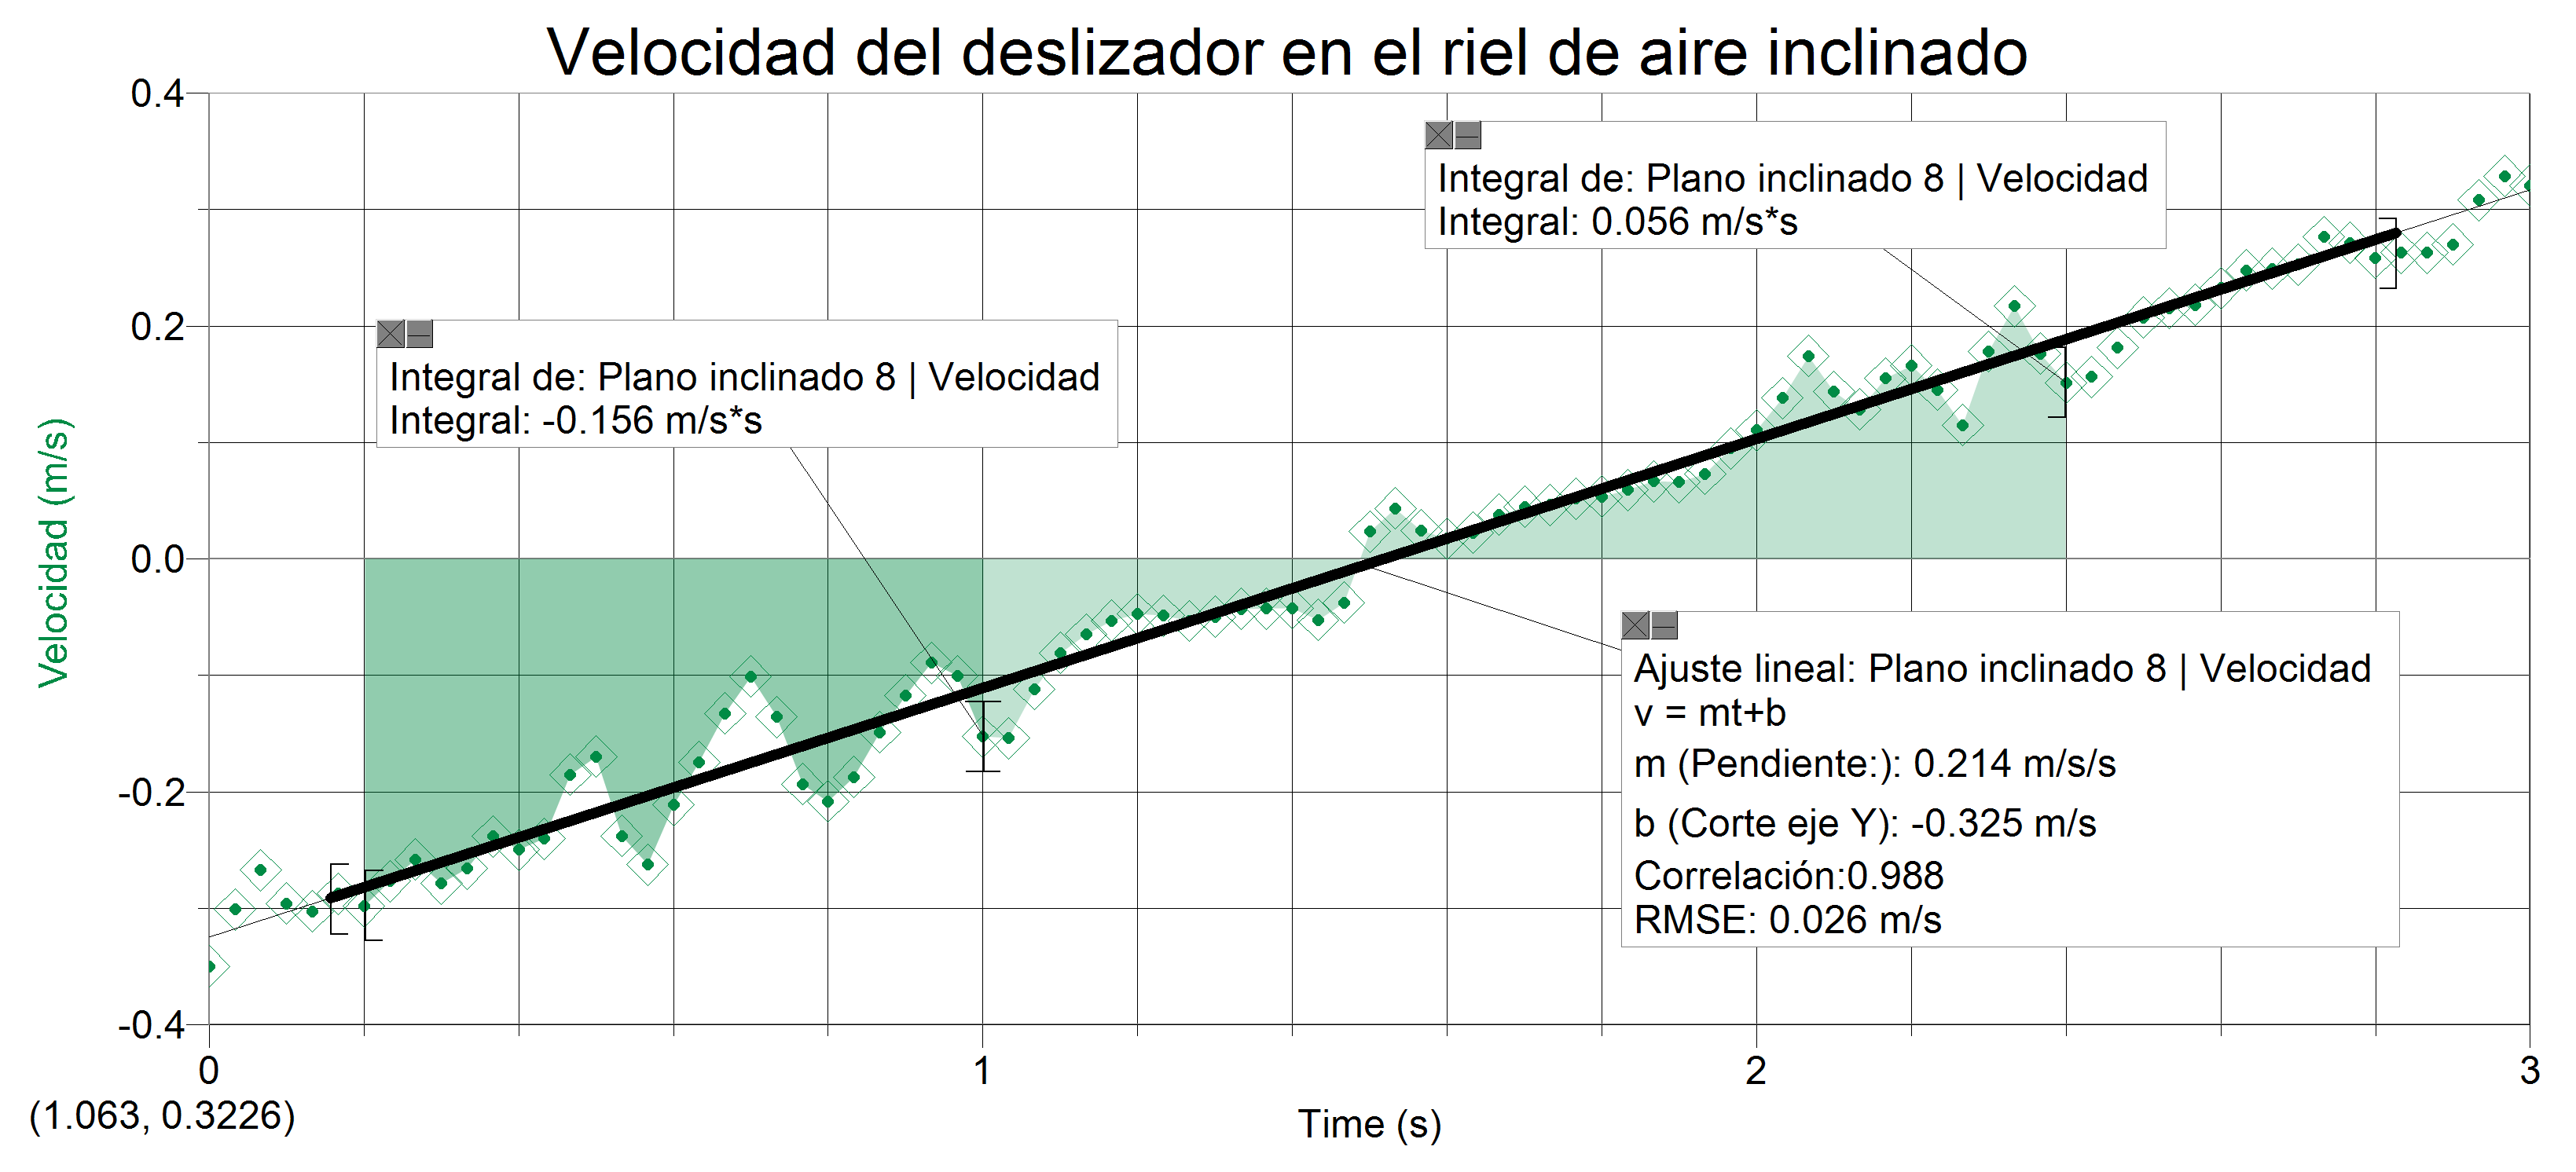 Velocidad del deslizador en el riel de aire inclinado
0.4
0.2
0.0
-0.2
-0.4
Velocidad (m/s)
Integral de: Plano inclinado 8 | Velocidad
Integral: 0.056 m/s*s
Integral de: Plano inclinado 8 | Velocidad
Integral: -0.156 m/s*s
Ajuste lineal: Plano inclinado 8 | Velocidad
v = mt+b
m (Pendiente:): 0.214 m/s/s
b (Corte eje Y): -0.325 m/s
Correlación:0.988
RMSE: 0.026 m/s
0
1
2
3
(1.063, 0.3226)
Time (s)